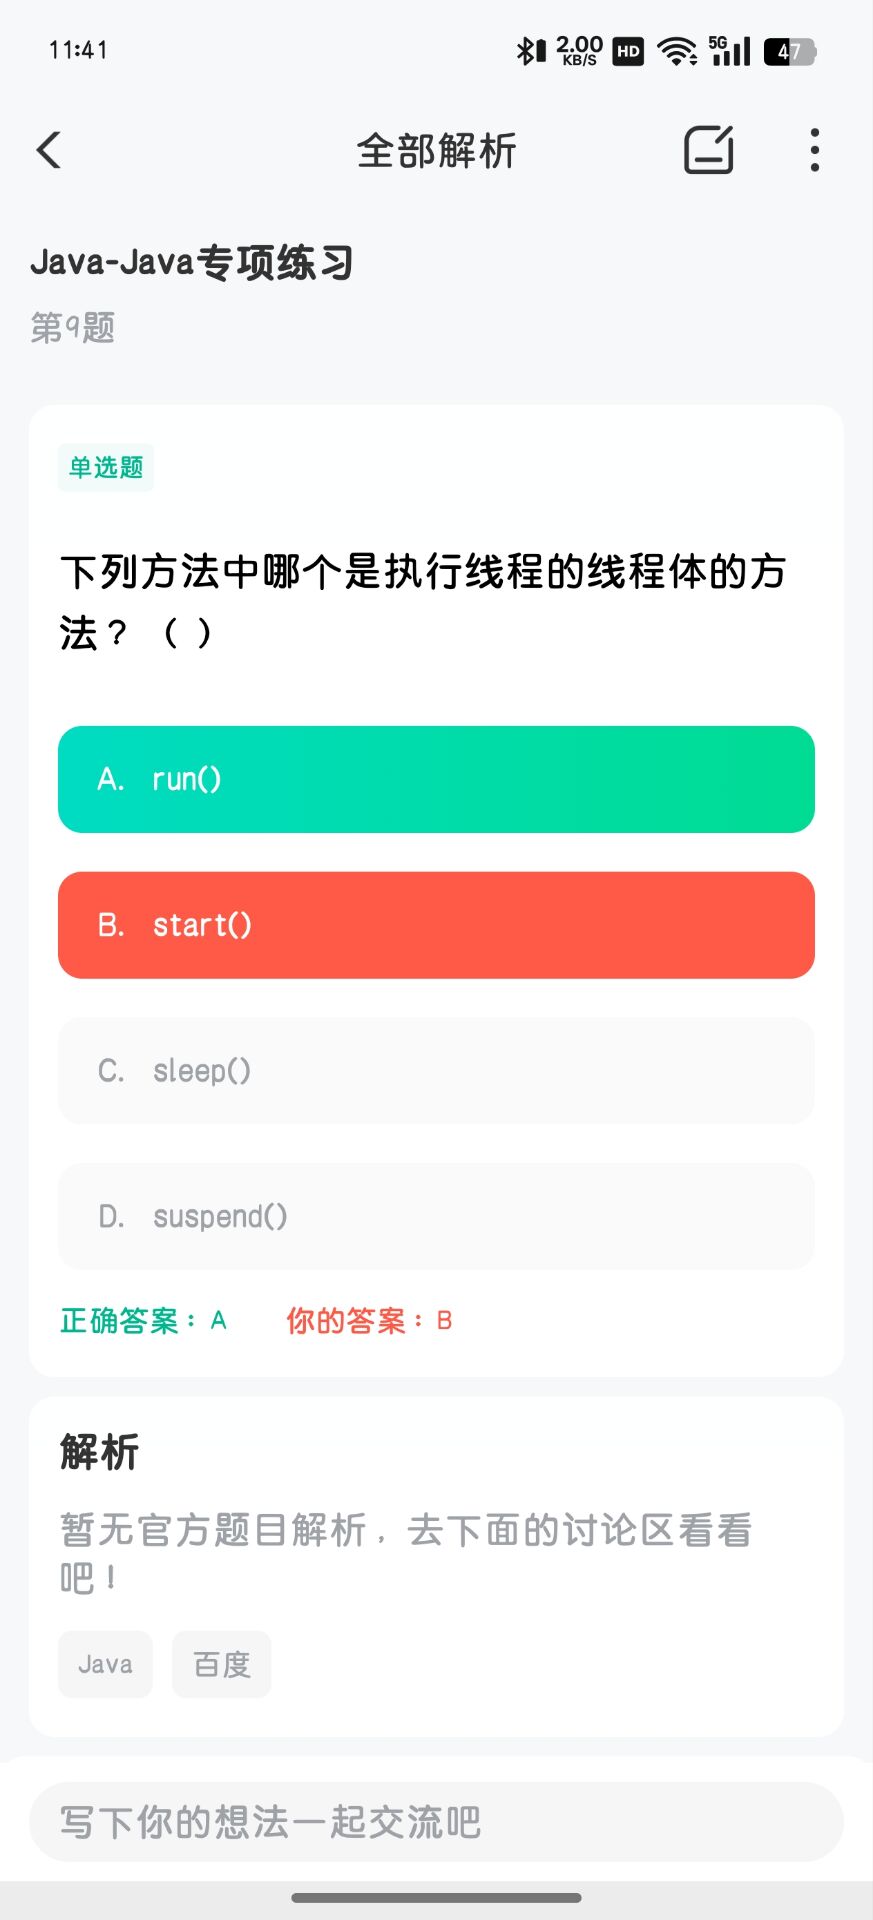 11:41
2.00 KB/S HD 5G 47
全部解析
Java-Java专项练习
第9题
单选题
下列方法中哪个是执行线程的线程体的方
法？（ ）
A. run()
B. start()
C. sleep()
D. suspend()
正确答案：A 你的答案：B
解析
暂无官方题目解析，去下面的讨论区看看
吧！
Java 百度
写下你的想法一起交流吧